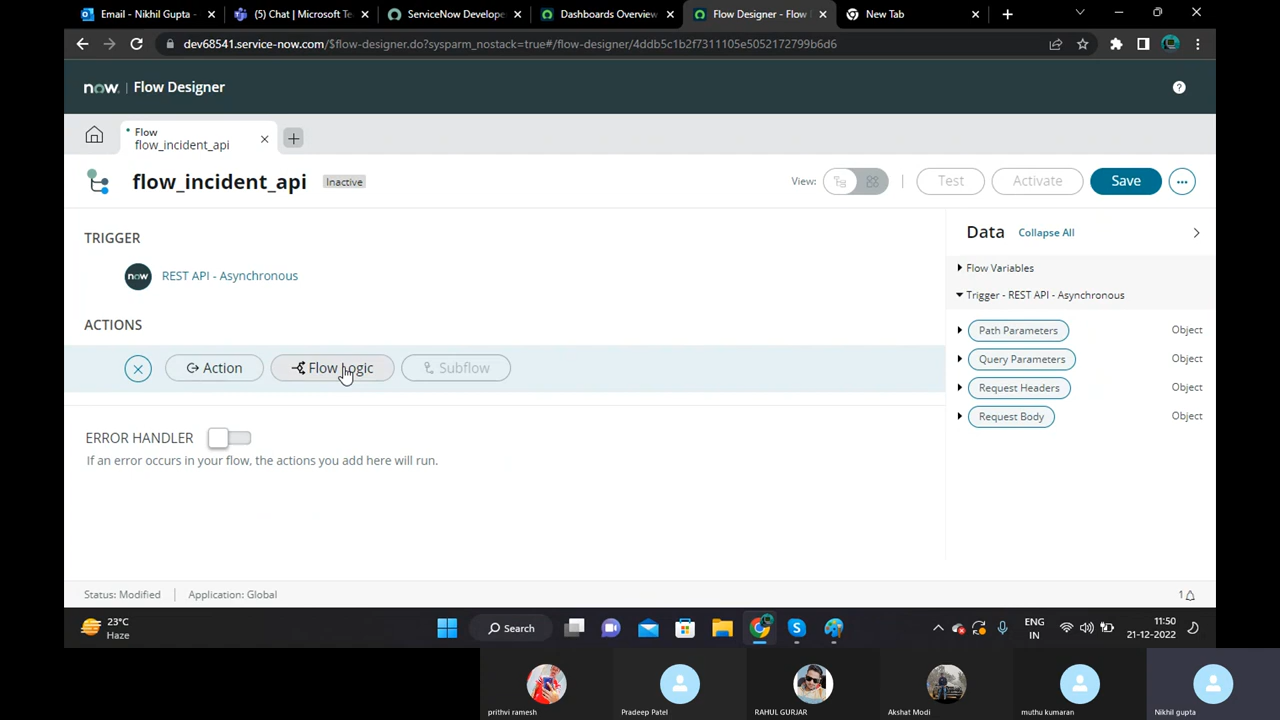 Email - Nikhil Gupta -
(5) Chat | Microsoft Te
ServiceNow Develope
Dashboards Overview
Flow Designer - Flow
New Tab
dev68541.service-now.com/$flow-designer.do?sysparm_nostack=true#/flow-designer/4ddb5c1b2f7311105e5052172799b6d6
now. Flow Designer
Flow
flow_incident_api
flow_incident_api
Inactive
View:
Test
Activate
Save
TRIGGER
now REST API - Asynchronous
ACTIONS
Action
Flow Logic
Subflow
ERROR HANDLER
If an error occurs in your flow, the actions you add here will run.
Data
Collapse All
Flow Variables
Trigger - REST API - Asynchronous
Path Parameters Object
Query Parameters Object
Request Headers Object
Request Body Object
Status: Modified
Application: Global
1
23°C
Haze
Search
ENG
IN
11:50
21-12-2022
prithvi ramesh
Pradeep Patel
RAHUL GURJAR
Akshat Modi
muthu kumaran
Nikhil gupta